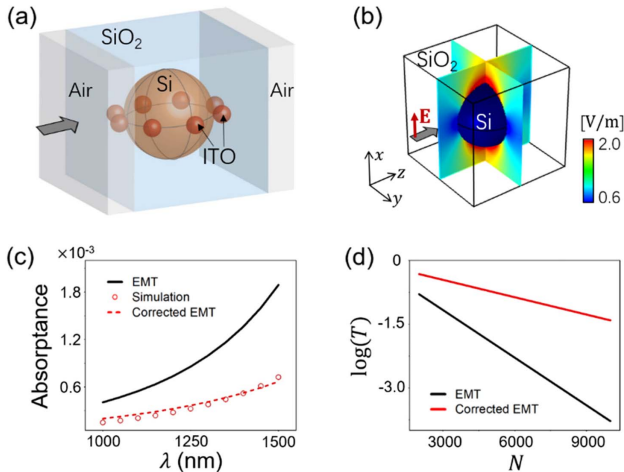 (a)
SiO₂
Air
Si
Air
ITO
(b)
SiO₂
E
Si
[V/m]
2.0
0.6
x
z
y
(c)
×10⁻³
Absorptance
1.8
1.2
0.6
EMT
Simulation
Corrected EMT
1000
1250
1500
λ (nm)
(d)
log(T)
0
-1.5
-3.0
EMT
Corrected EMT
3000
6000
9000
N